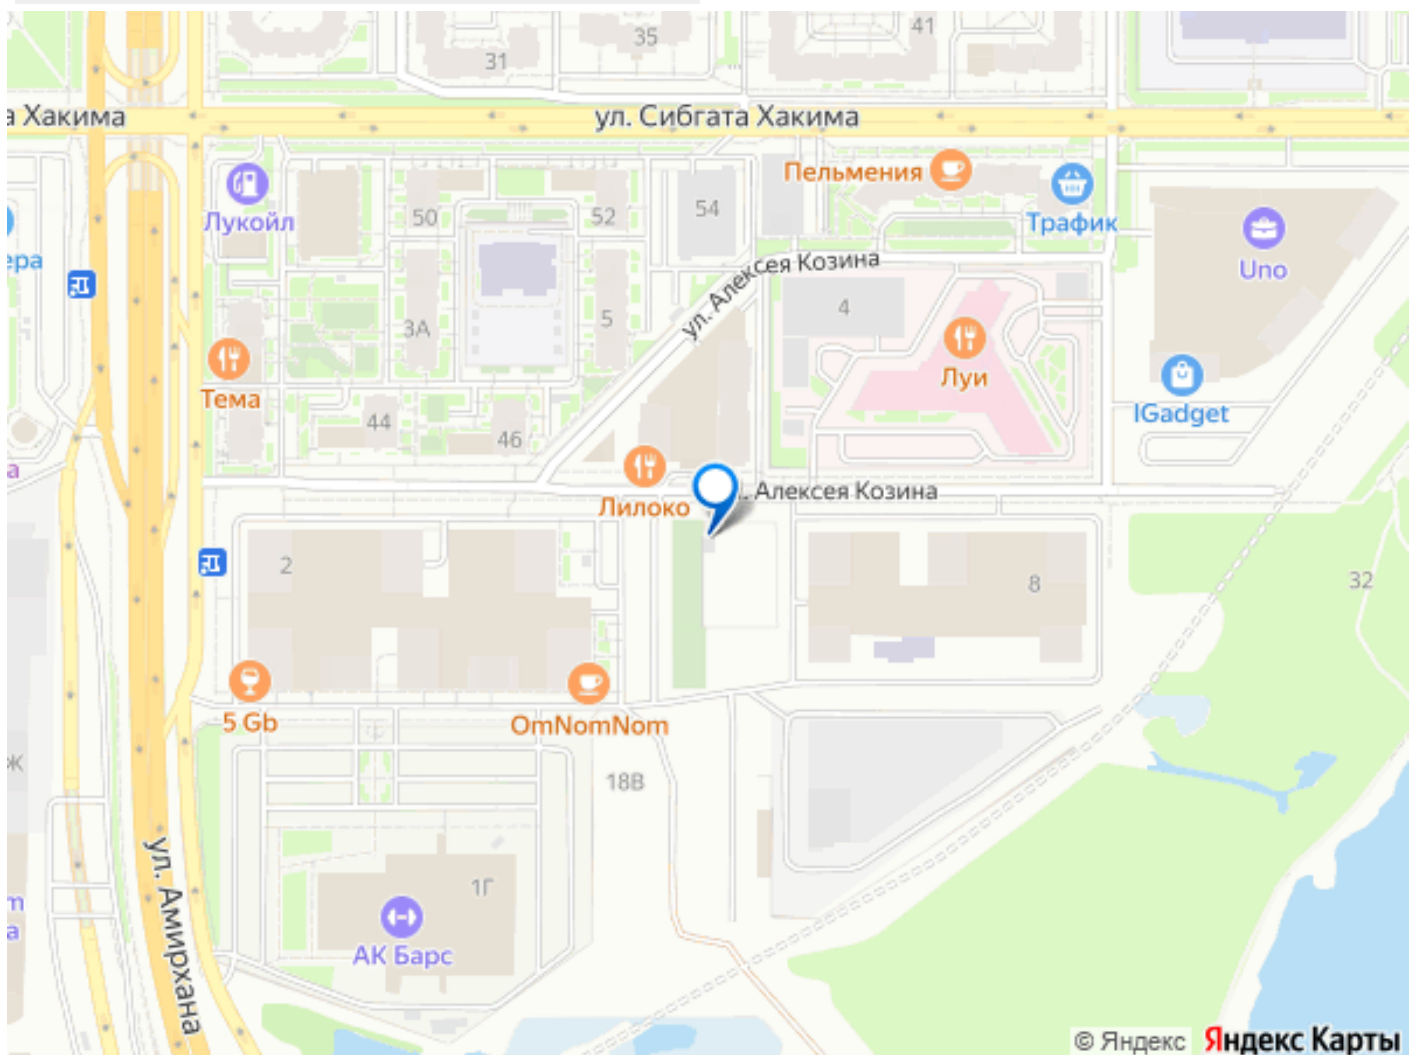 35
41
31
а Хакима
ул. Сибгата Хакима
Пельмения
Лукойл
50
52
54
Трафик
ера
Uno
ул. Алексея Козина
3А
5
4
Тема
Луи
IGadget
44
46
а
Лилоко
Алексея Козина
2
8
32
5 Gb
OmNomNom
Ж
18В
ул. Амирхана
1Г
m
а
АК Барс
© Яндекс Яндекс Карты